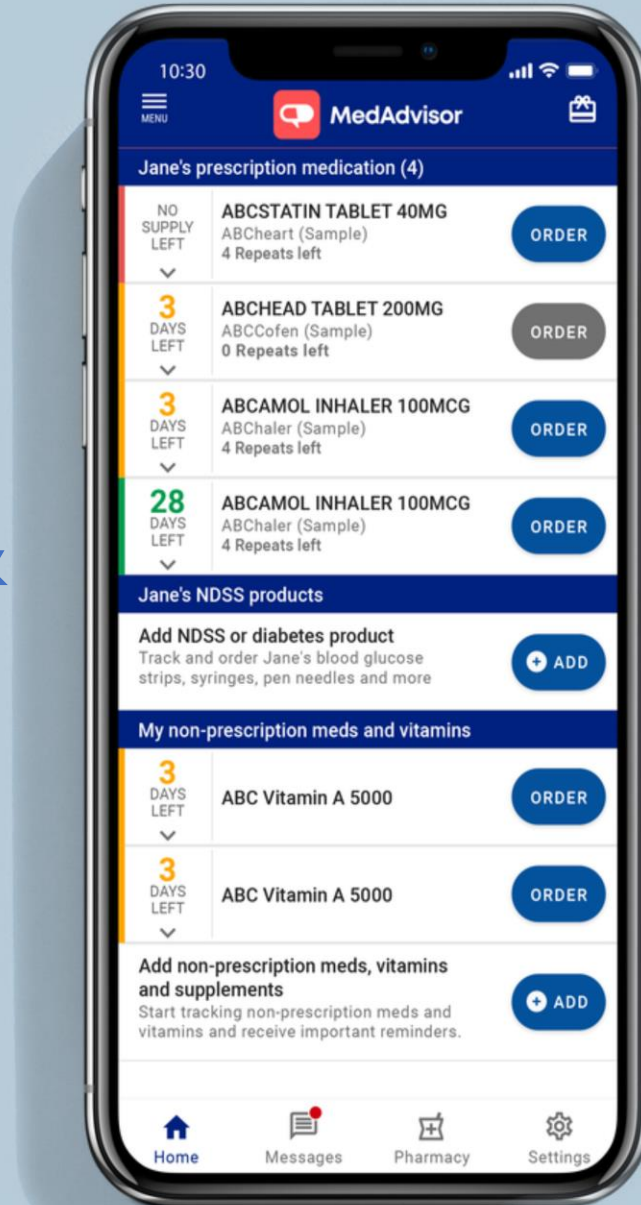 10:30
MENU
MedAdvisor
Jane's prescription medication (4)
NO
SUPPLY
LEFT
ABCSTATIN TABLET 40MG
ABCheart (Sample)
4 Repeats left
ORDER
3
DAYS
LEFT
ABCHEAD TABLET 200MG
ABCCofen (Sample)
0 Repeats left
ORDER
3
DAYS
LEFT
ABCAMOL INHALER 100MCG
ABChaler (Sample)
4 Repeats left
ORDER
28
DAYS
LEFT
ABCAMOL INHALER 100MCG
ABChaler (Sample)
4 Repeats left
ORDER
Jane's NDSS products
Add NDSS or diabetes product
Track and order Jane's blood glucose
strips, syringes, pen needles and more
ADD
My non-prescription meds and vitamins
3
DAYS
LEFT
ABC Vitamin A 5000
ORDER
3
DAYS
LEFT
ABC Vitamin A 5000
ORDER
Add non-prescription meds, vitamins
and supplements
Start tracking non-prescription meds and
vitamins and receive important reminders.
ADD
Home
Messages
Pharmacy
Settings